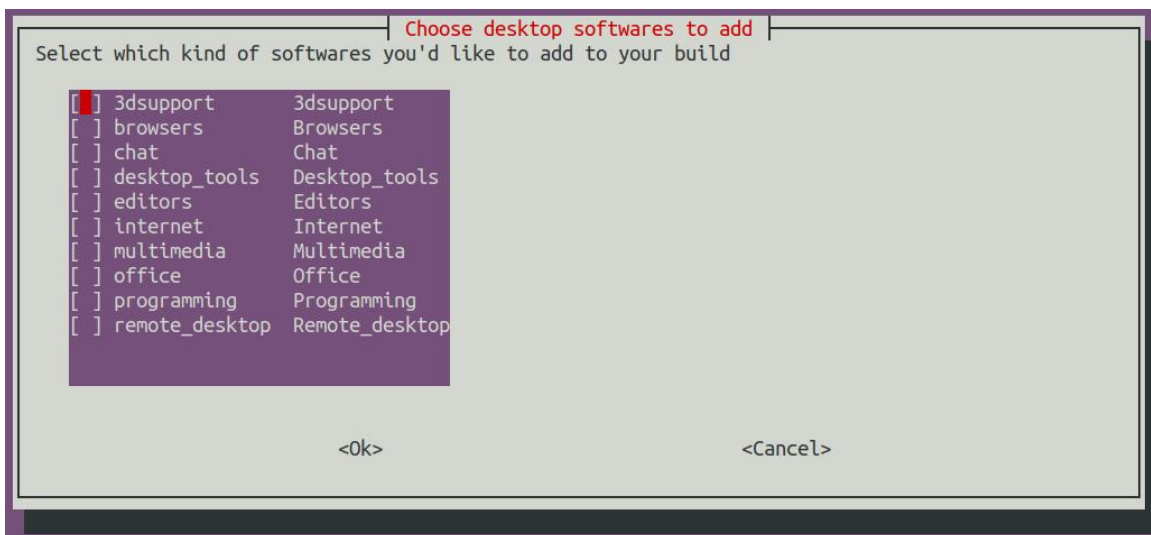 Choose desktop softwares to add
Select which kind of softwares you'd like to add to your build
[ ] 3dsupport 3dsupport
[ ] browsers Browsers
[ ] chat Chat
[ ] desktop_tools Desktop_tools
[ ] editors Editors
[ ] internet Internet
[ ] multimedia Multimedia
[ ] office Office
[ ] programming Programming
[ ] remote_desktop Remote_desktop
<Ok> <Cancel>